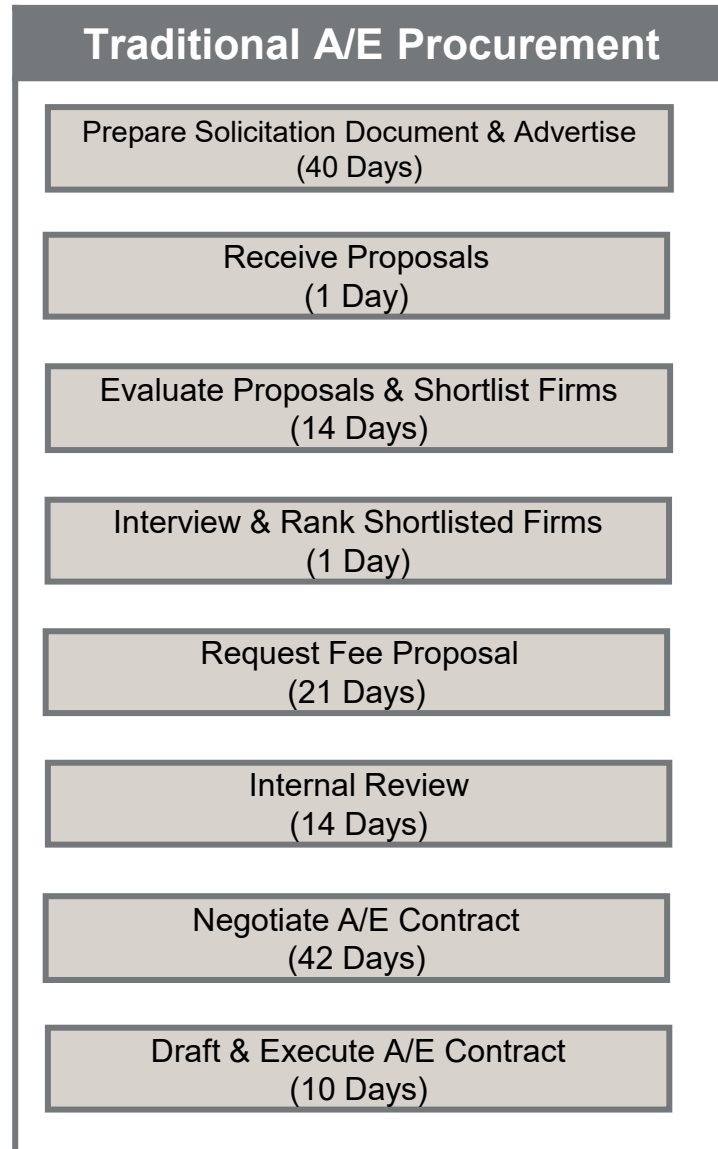 Traditional A/E Procurement
Prepare Solicitation Document & Advertise
(40 Days)
Receive Proposals
(1 Day)
Evaluate Proposals & Shortlist Firms
(14 Days)
Interview & Rank Shortlisted Firms
(1 Day)
Request Fee Proposal
(21 Days)
Internal Review
(14 Days)
Negotiate A/E Contract
(42 Days)
Draft & Execute A/E Contract
(10 Days)